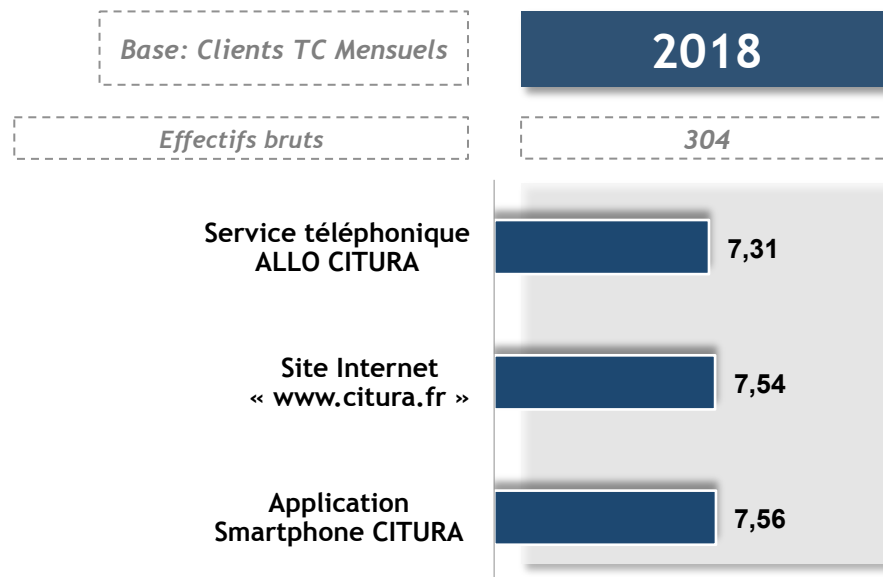 Base: Clients TC Mensuels
2018
Effectifs bruts
304
Service téléphonique
ALLO CITURA
7,31
Site Internet
« www.citura.fr »
7,54
Application
Smartphone CITURA
7,56